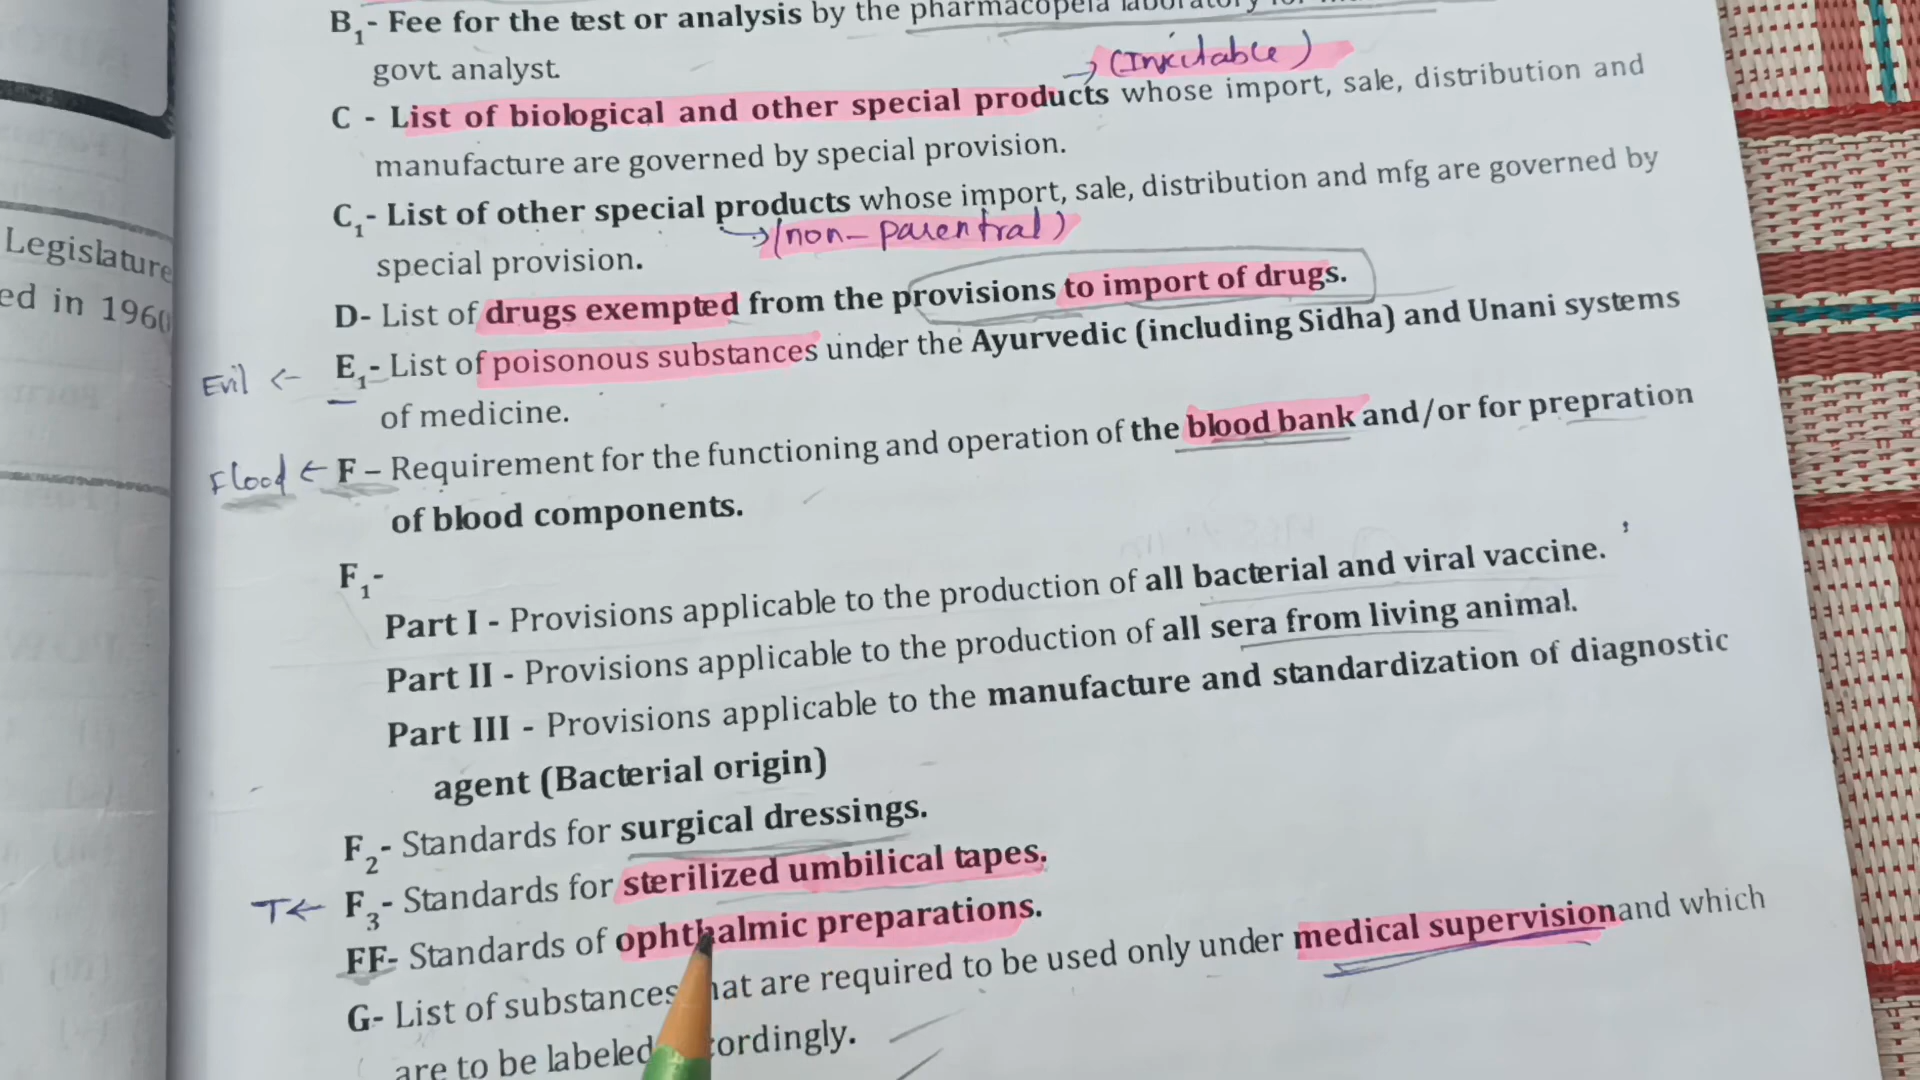 B1- Fee for the test or analysis by the pharmacopeia laboratory for
govt. analyst.
→ (Injectable)
C - List of biological and other special products whose import, sale, distribution and
manufacture are governed by special provision.
C1- List of other special products whose import, sale, distribution and mfg are governed by
→ (non-parentral)
special provision.
D- List of drugs exempted from the provisions to import of drugs.
Evil ← E1- List of poisonous substances under the Ayurvedic (including Sidha) and Unani systems
of medicine.
Flood ← F – Requirement for the functioning and operation of the blood bank and/or for prepration
of blood components.
F1-
Part I - Provisions applicable to the production of all bacterial and viral vaccine.
Part II - Provisions applicable to the production of all sera from living animal.
Part III - Provisions applicable to the manufacture and standardization of diagnostic
agent (Bacterial origin)
F2- Standards for surgical dressings.
T ← F3- Standards for sterilized umbilical tapes.
FF- Standards of ophthalmic preparations.
G- List of substances that are required to be used only under medical supervision and which
are to be labeled accordingly.
Legislature
ed in 1960